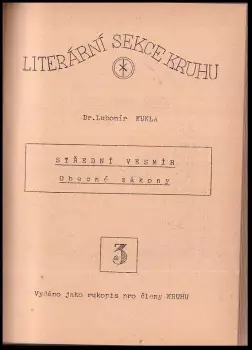 LITERÁRNÍ SEKCE KRUHU
Dr.Lubomír KUKLA
STŘEDNÍ VESMÍR
Obecné zákony
3
Vydáno jako rukopis pro členy KRUHU